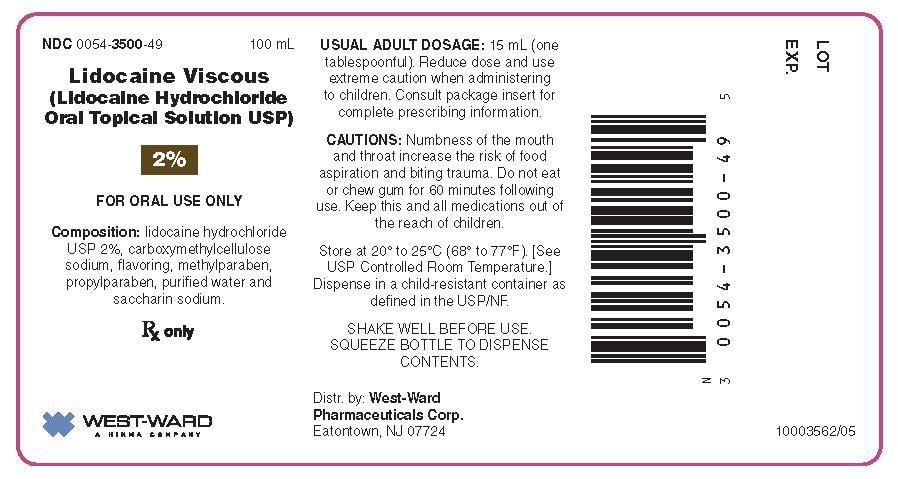 NDC 0054-3500-49 100 mL
Lidocaine Viscous
(Lidocaine Hydrochloride
Oral Topical Solution USP)
2%
FOR ORAL USE ONLY
Composition: lidocaine hydrochloride
USP 2%, carboxymethylcellulose
sodium, flavoring, methylparaben,
propylparaben, purified water and
saccharin sodium.
Rx only
WEST-WARD
A HIKMA COMPANY
USUAL ADULT DOSAGE: 15 mL (one
tablespoonful). Reduce dose and use
extreme caution when administering
to children. Consult package insert for
complete prescribing information.
CAUTIONS: Numbness of the mouth
and throat increase the risk of food
aspiration and biting trauma. Do not eat
or chew gum for 60 minutes following
use. Keep this and all medications out of
the reach of children.
Store at 20° to 25°C (68° to 77°F). [See
USP Controlled Room Temperature.]
Dispense in a child-resistant container as
defined in the USP/NF.
SHAKE WELL BEFORE USE.
SQUEEZE BOTTLE TO DISPENSE
CONTENTS.
Distr. by: West-Ward
Pharmaceuticals Corp.
Eatontown, NJ 07724
N
3 0054-3500-49 5
LOT
EXP.
10003562/05